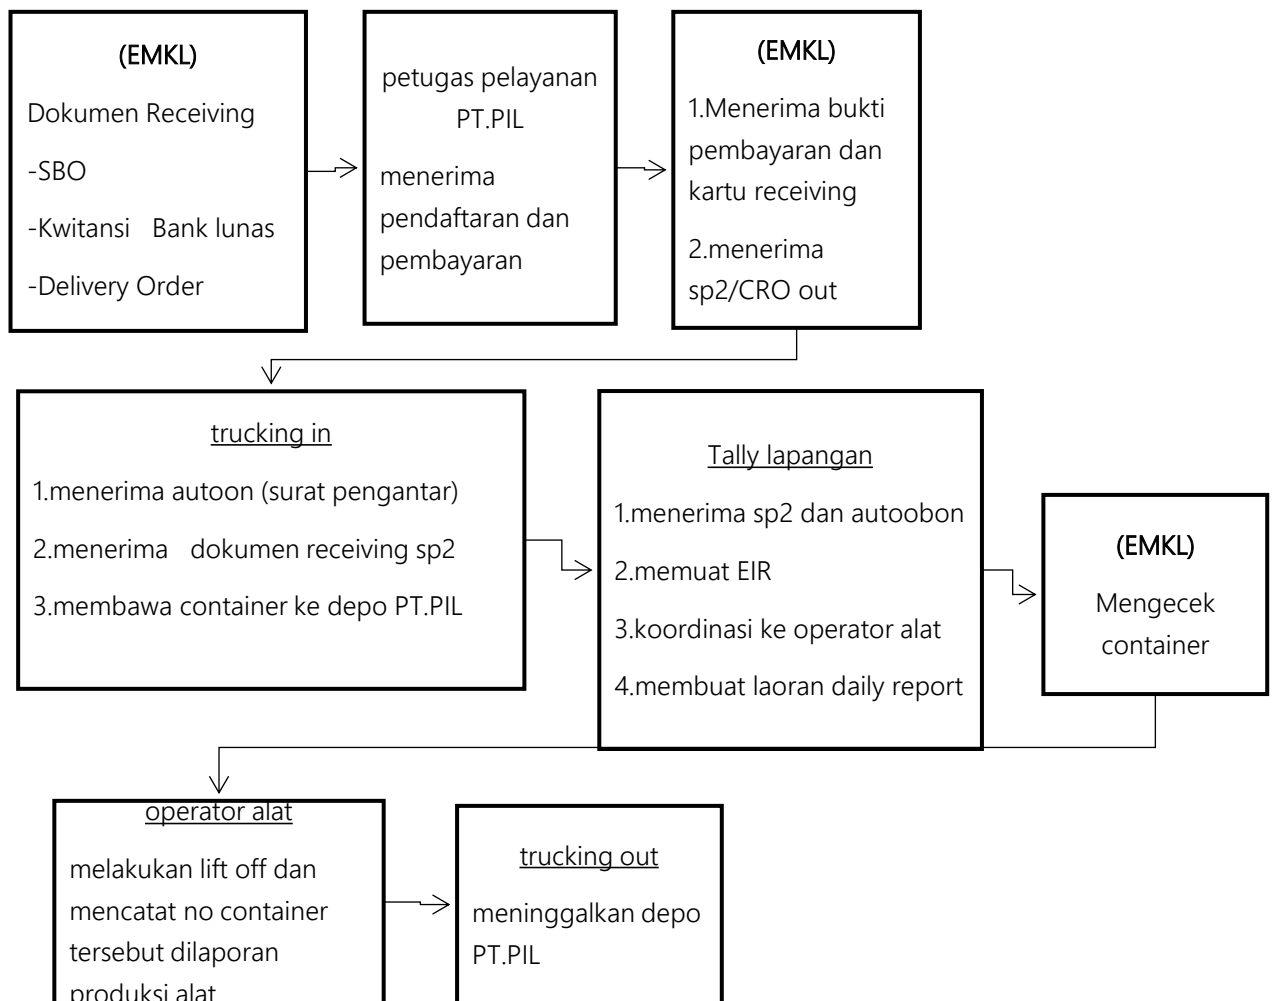 (EMKL)
Dokumen Receiving
-SBO
-Kwitansi Bank lunas
-Delivery Order
petugas pelayanan
PT.PIL
menerima
pendaftaran dan
pembayaran
(EMKL)
1.Menerima bukti
pembayaran dan
kartu receiving
2.menerima
sp2/CRO out
trucking in
1.menerima autoon (surat pengantar)
2.menerima dokumen receiving sp2
3.membawa container ke depo PT.PIL
Tally lapangan
1.menerima sp2 dan autoobon
2.memuat EIR
3.koordinasi ke operator alat
4.membuat laoran daily report
(EMKL)
Mengecek
container
operator alat
melakukan lift off dan
mencatat no container
tersebut dilaporan
produksi alat
trucking out
meninggalkan depo
PT.PIL